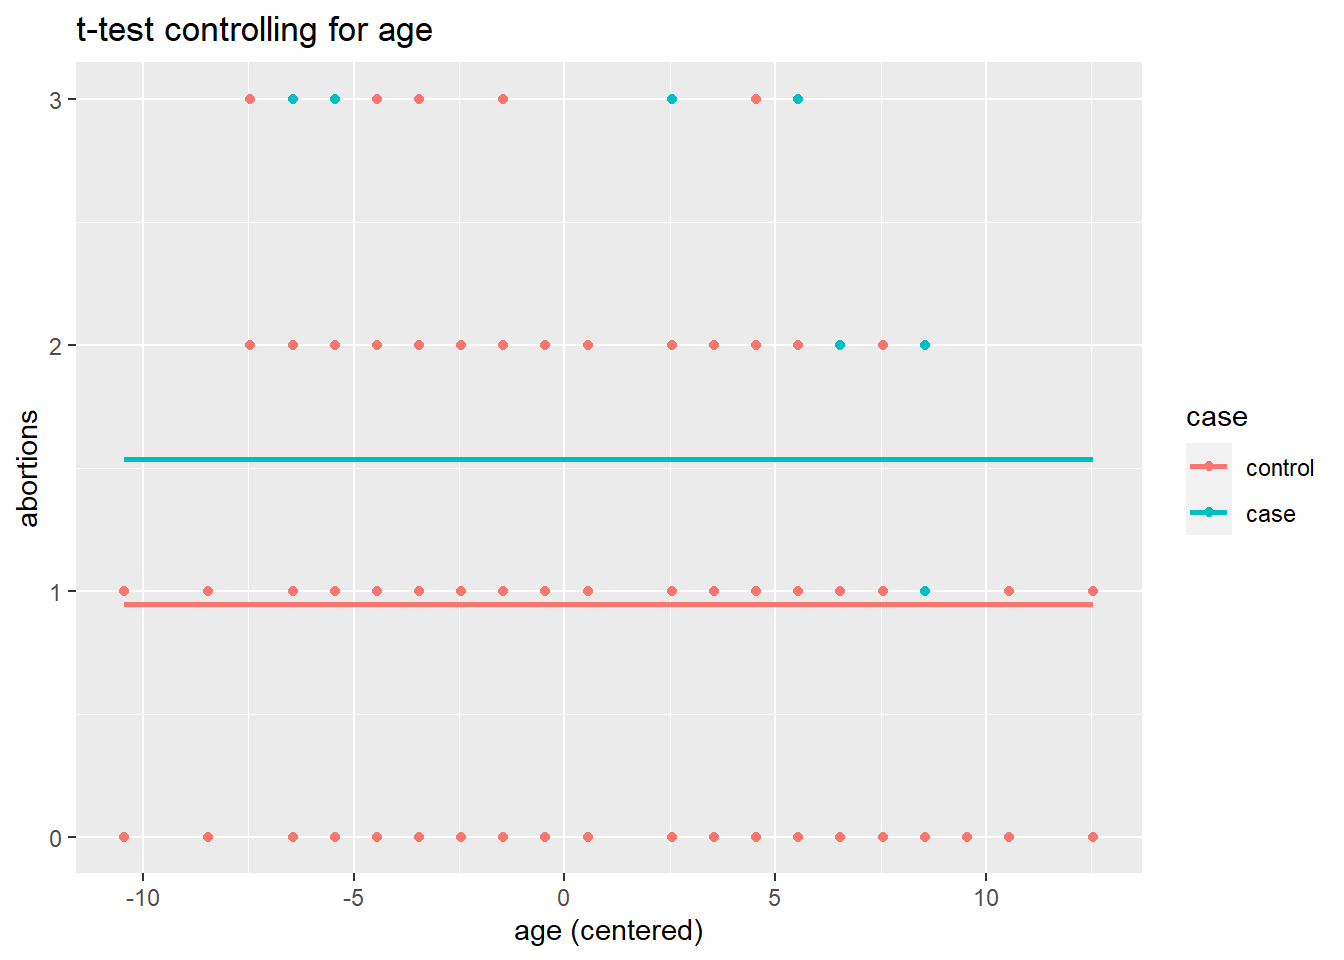 t-test controlling for age
3
2
1
0
abortions
-10 -5 0 5 10
age (centered)
case
control
case